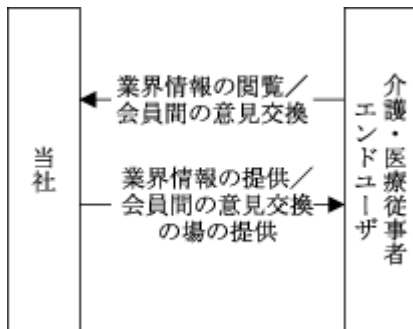 当社
業界情報の閲覧／
会員間の意見交換
業界情報の提供／
会員間の意見交換
の場の提供
介護・医療従事者
エンドユーザ